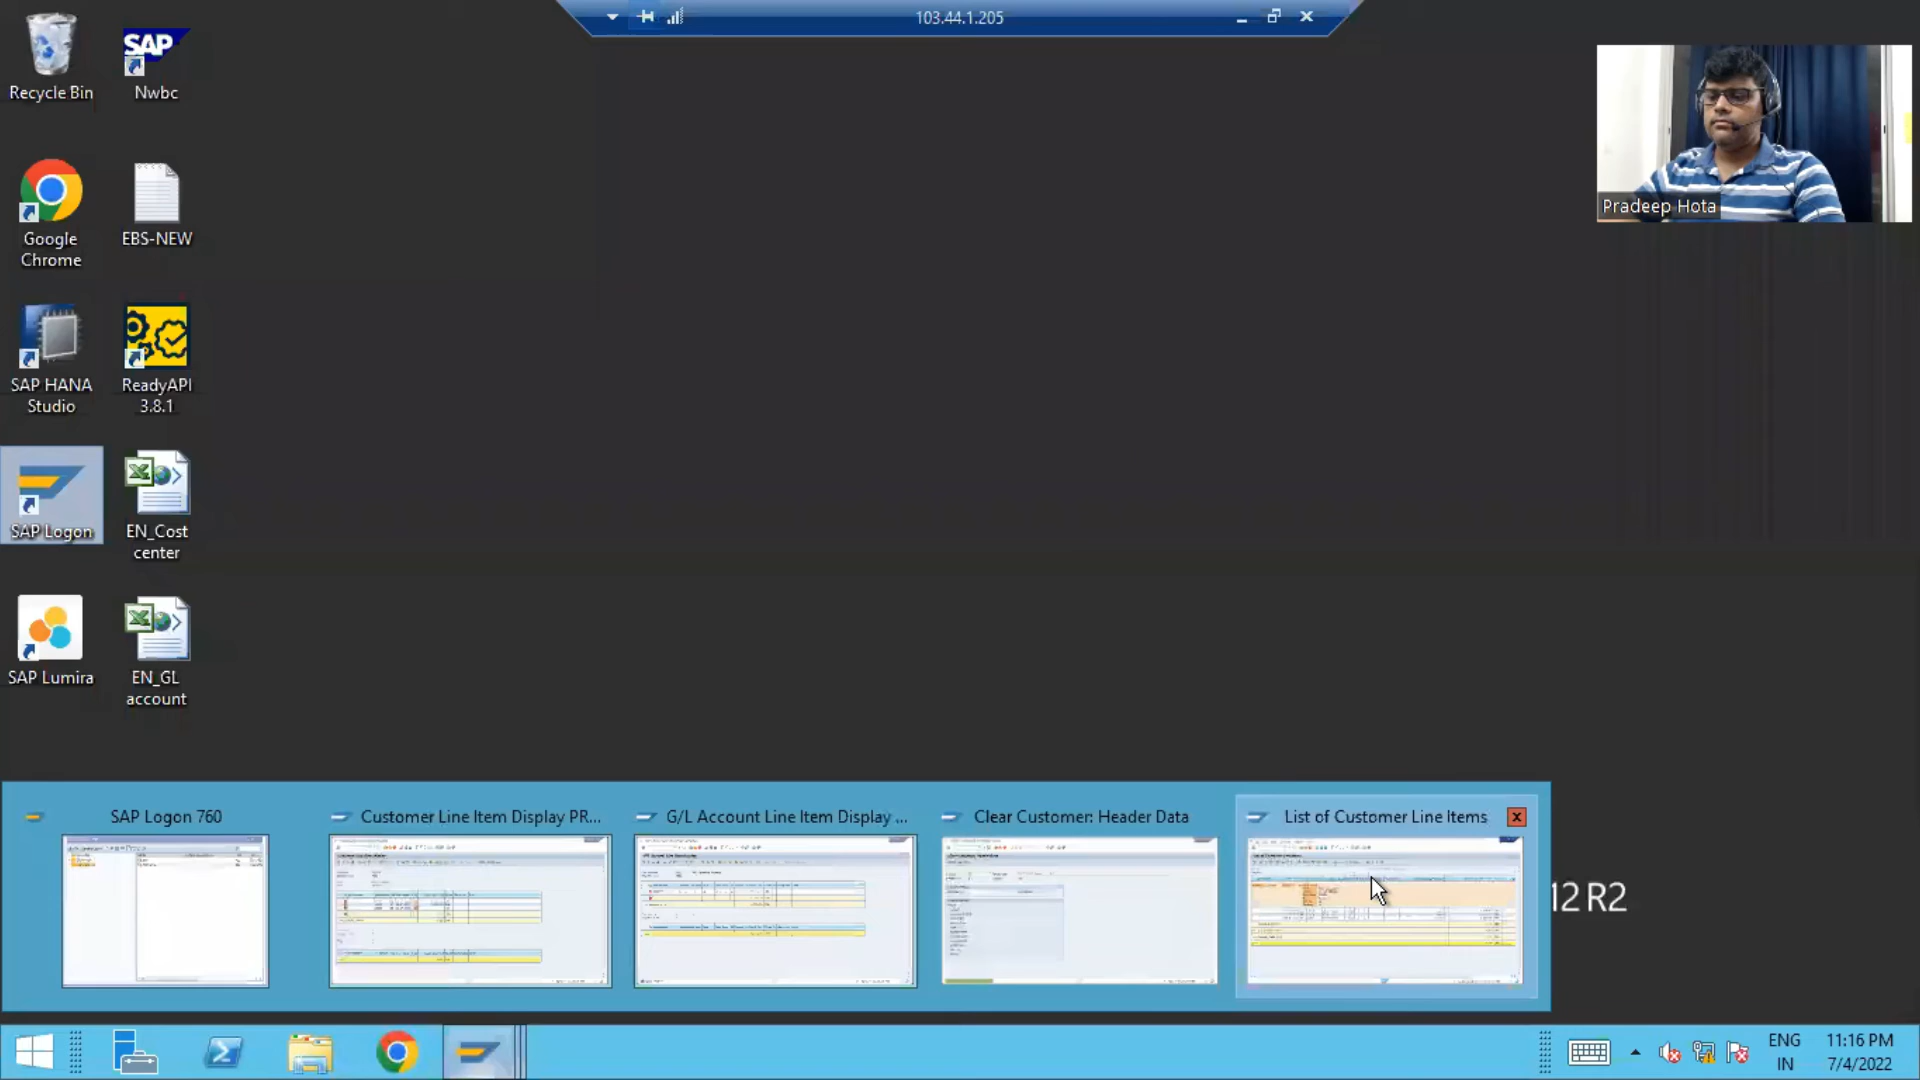 103.44.1.205
Recycle Bin
SAP
Nwbc
Pradeep Hota
Google
Chrome
EBS-NEW
SAP HANA
Studio
ReadyAPI
3.8.1
SAP Logon
EN_Cost
center
SAP Lumira
EN_GL
account
SAP Logon 760
Customer Line Item Display PR...
G/L Account Line Item Display ...
Clear Customer: Header Data
List of Customer Line Items
12 R2
ENG
IN
11:16 PM
7/4/2022